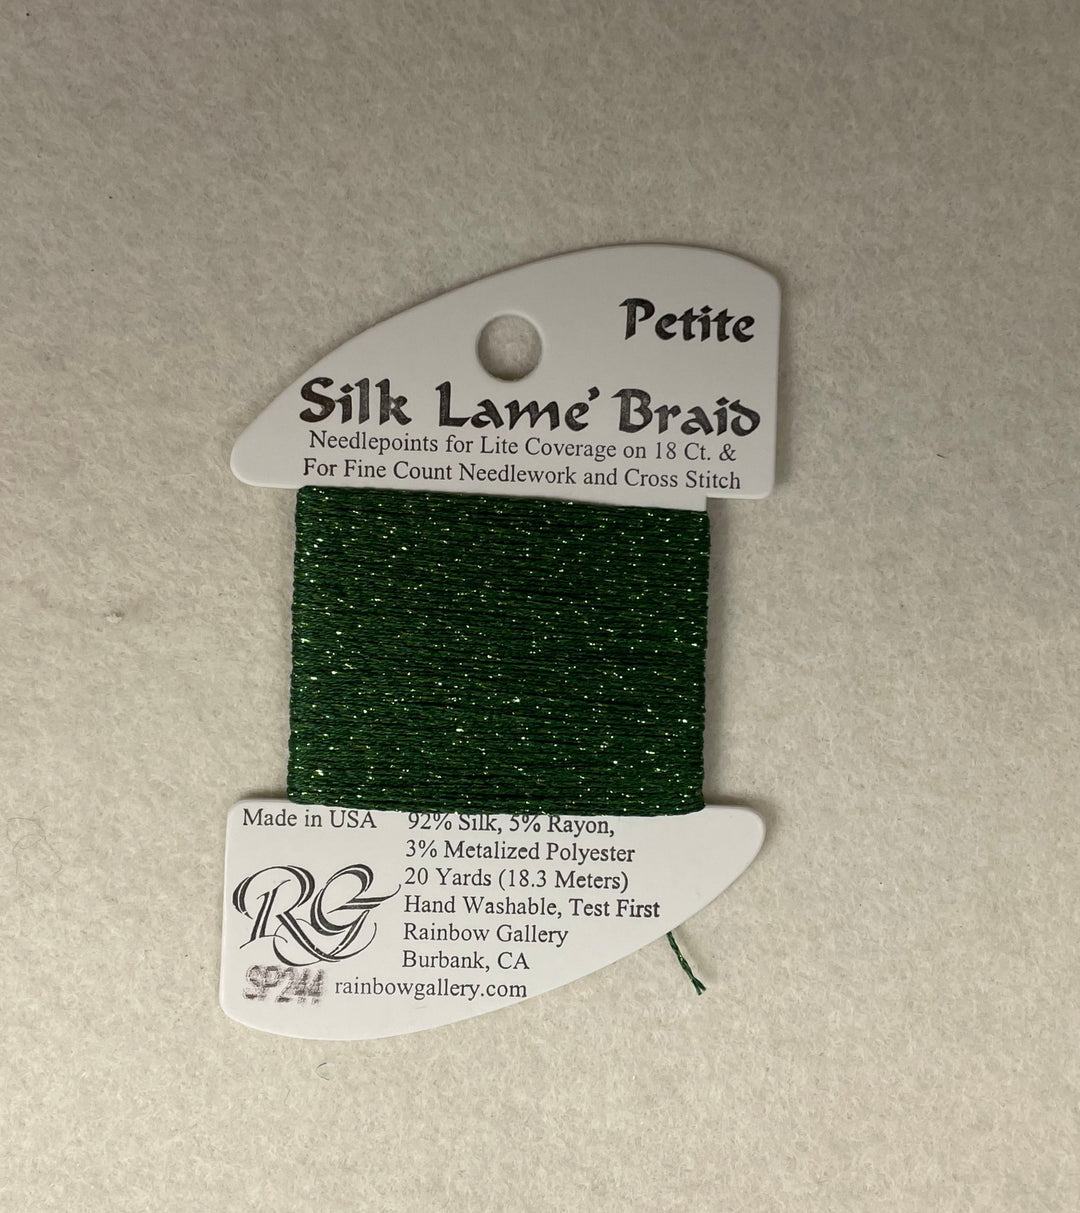 Petite
Silk Lame' Braid
Needlepoints for Lite Coverage on 18 Ct. &
For Fine Count Needlework and Cross Stitch
Made in USA
92% Silk, 5% Rayon,
3% Metalized Polyester
20 Yards (18.3 Meters)
Hand Washable, Test First
Rainbow Gallery
Burbank, CA
RG
SP244
rainbowgallery.com